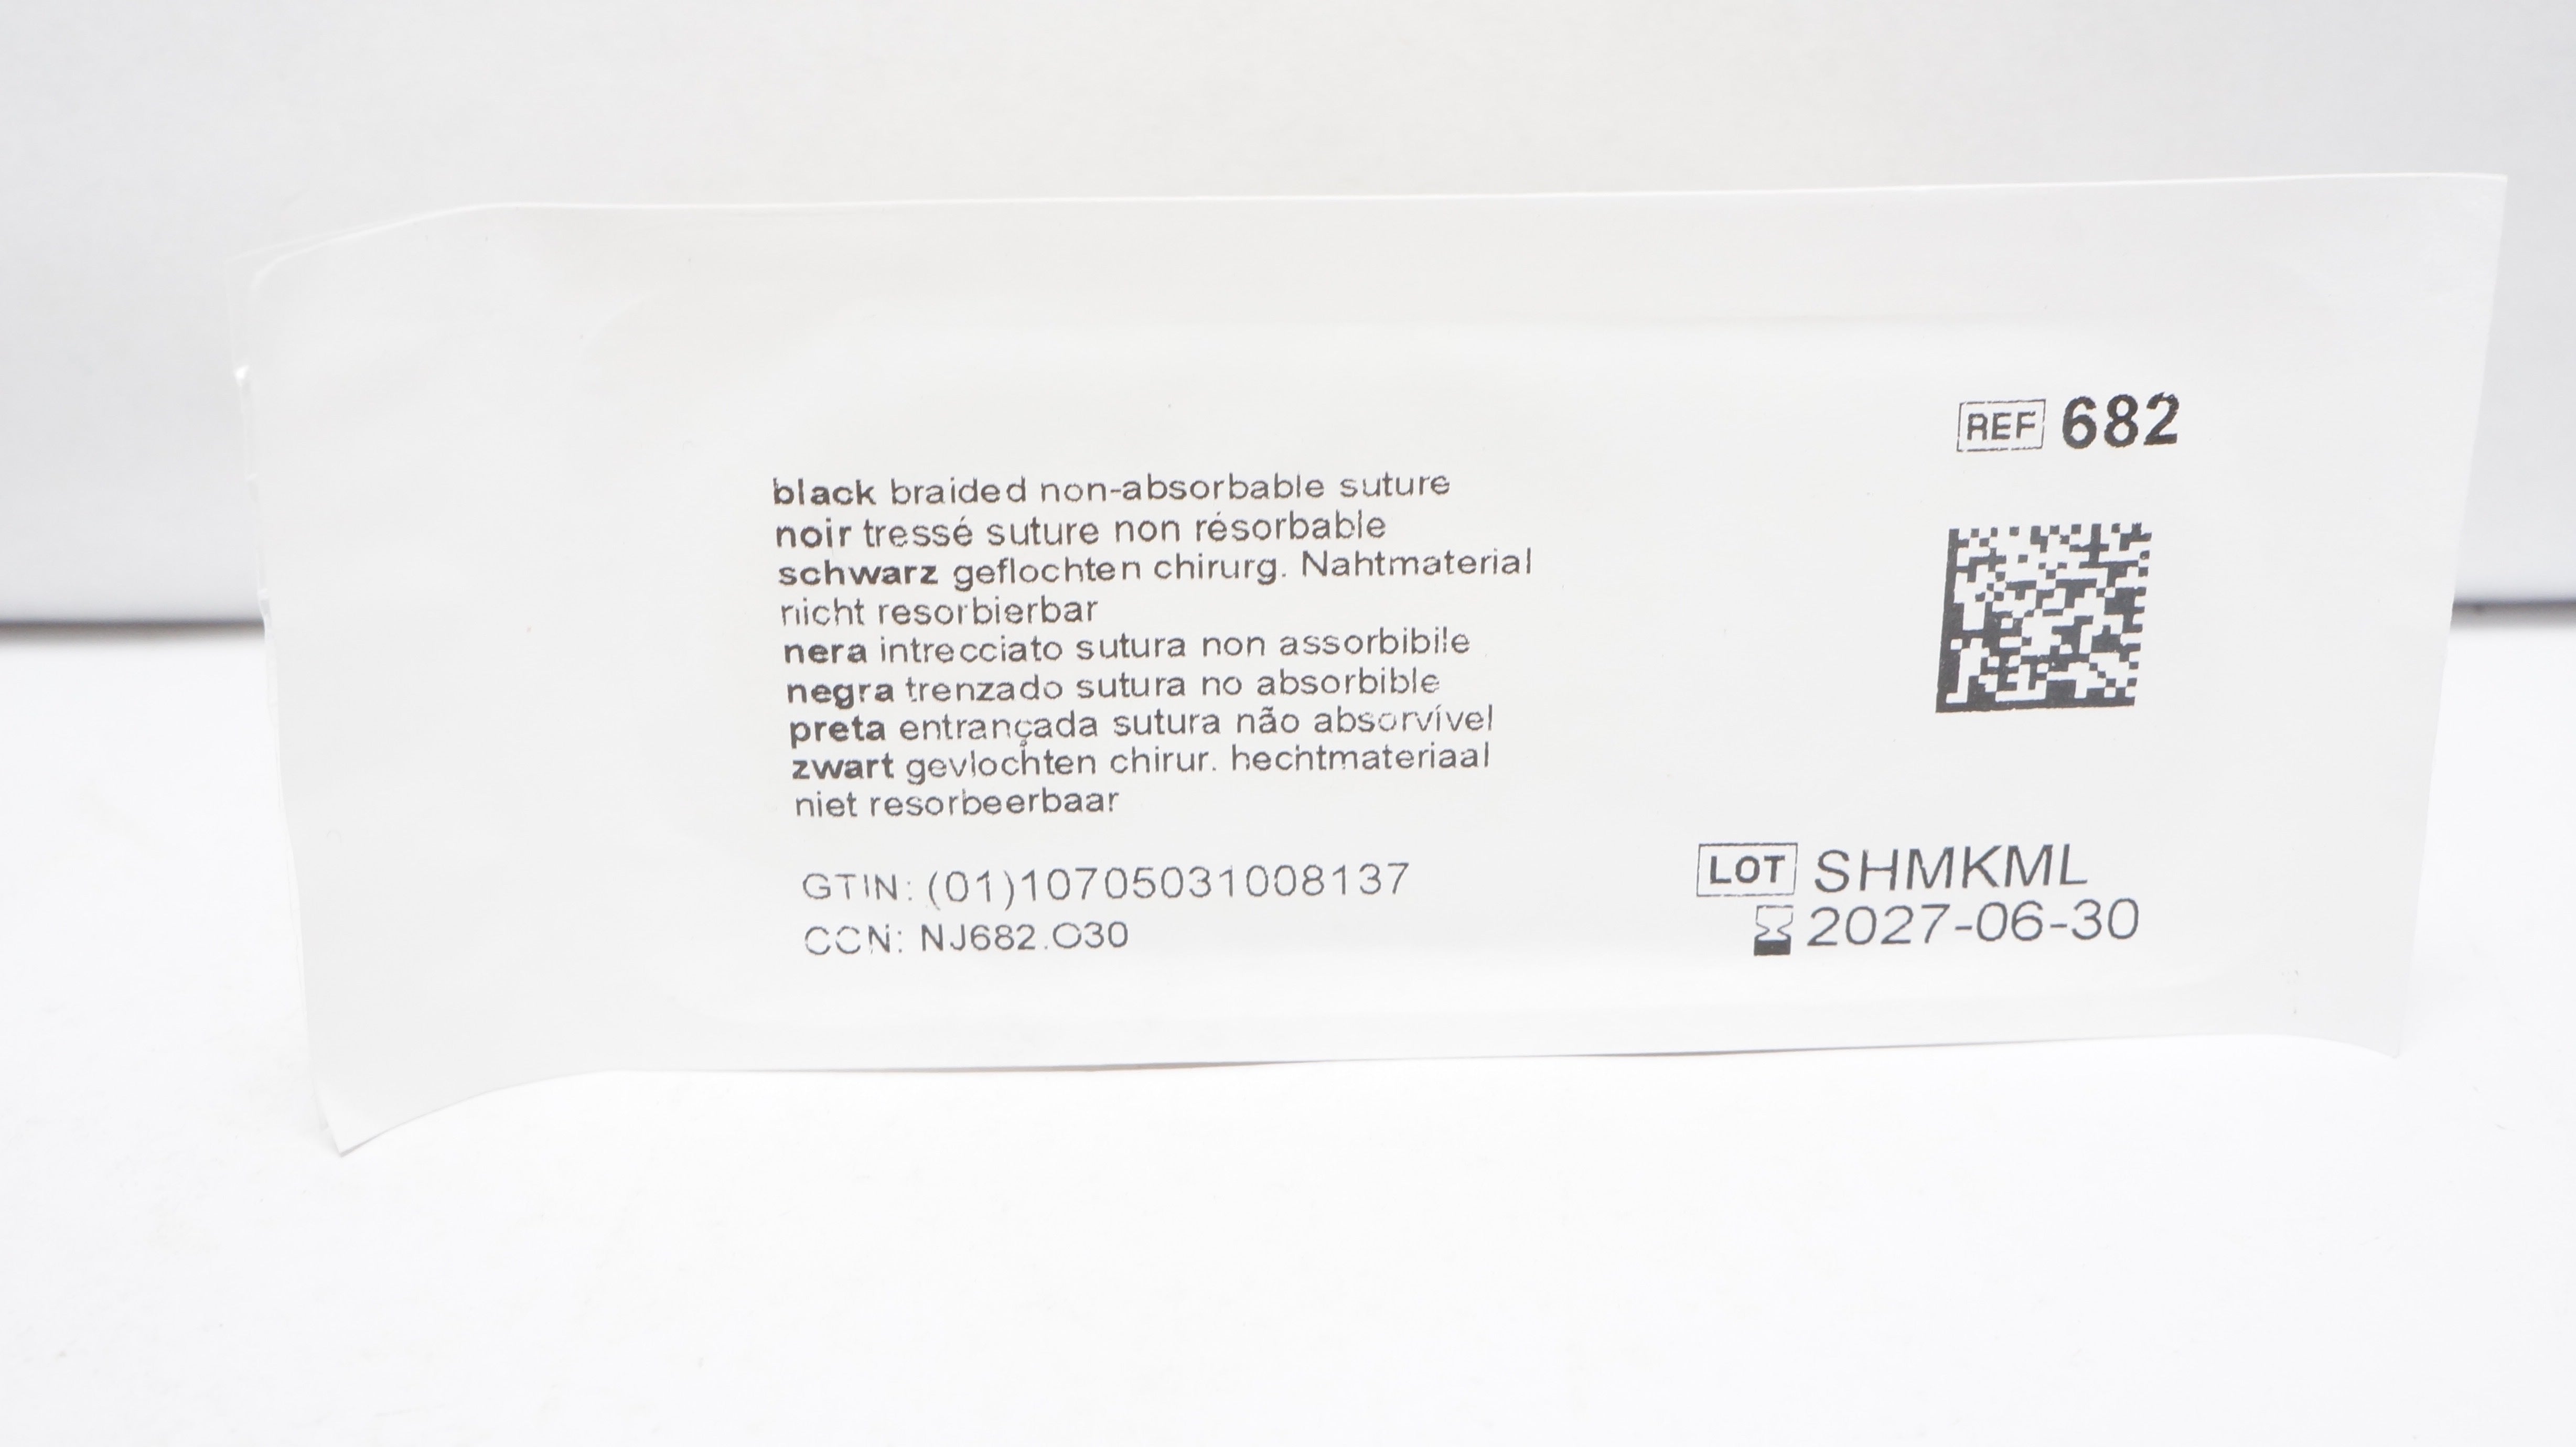 REF 682
black braided non-absorbable suture
noir tressé suture non résorbable
schwarz geflochten chirurg. Nahtmaterial
nicht resorbierbar
nera intrecciato sutura non assorbibile
negra trenzado sutura no absorbible
preta entrançada sutura não absorvível
zwart gevlochten chirur. hechtmateriaal
niet resorbeerbaar
GTIN: (01)10705031008137
CCN: NJ682.O30
LOT SHMKML
2027-06-30